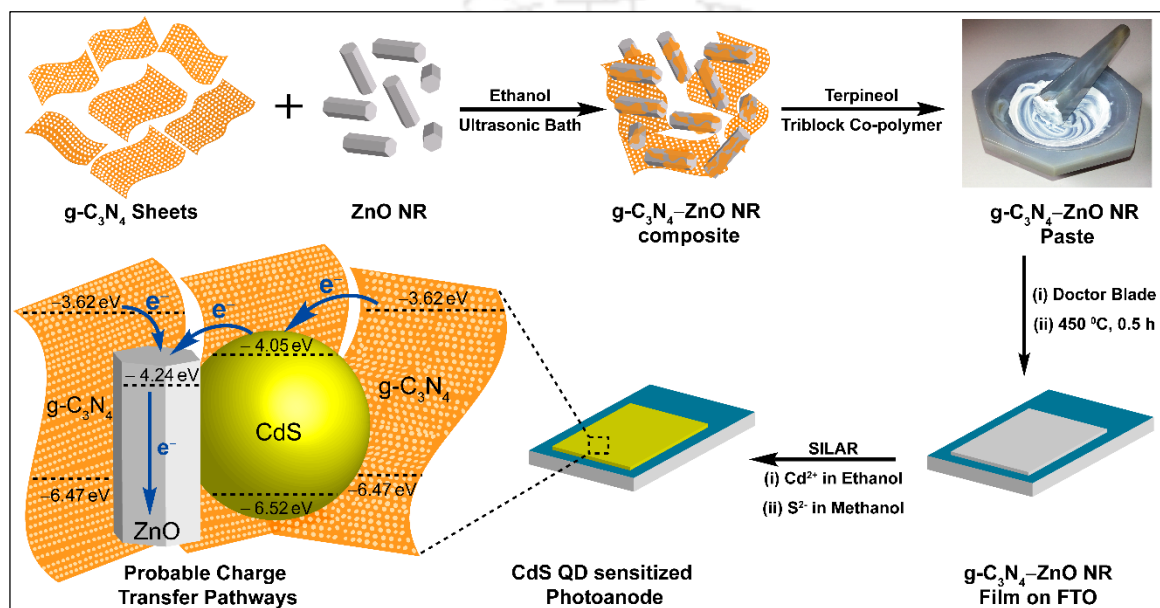 Ethanol
Ultrasonic Bath
Terpineol
Triblock Co-polymer
g-C₃N₄ Sheets
ZnO NR
g-C₃N₄–ZnO NR
composite
g-C₃N₄–ZnO NR
Paste
(i) Doctor Blade
(ii) 450 ⁰C, 0.5 h
−3.62 eV
e⁻
e⁻
e⁻
−3.62 eV
− 4.05 eV
− 4.24 eV
g-C₃N₄
g-C₃N₄
CdS
e⁻
−6.47 eV
−6.47 eV
−6.52 eV
ZnO
SILAR
(i) Cd²⁺ in Ethanol
(ii) S²⁻ in Methanol
Probable Charge
Transfer Pathways
CdS QD sensitized
Photoanode
g-C₃N₄–ZnO NR
Film on FTO